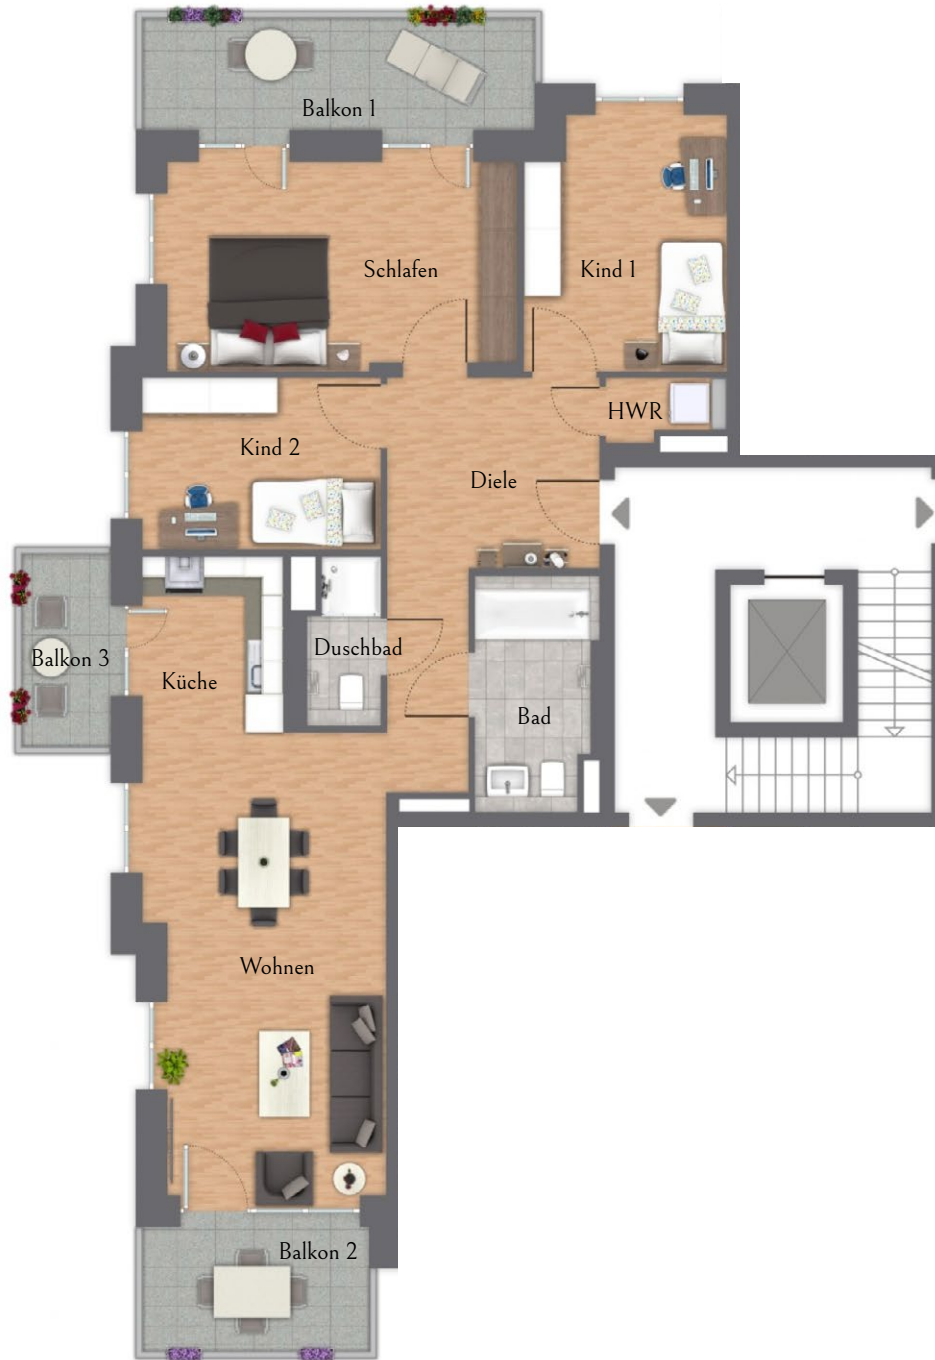 Balkon 1
Schlafen
Kind 1
HWR
Kind 2
Diele
Duschbad
Balkon 3
Küche
Bad
Wohnen
Balkon 2